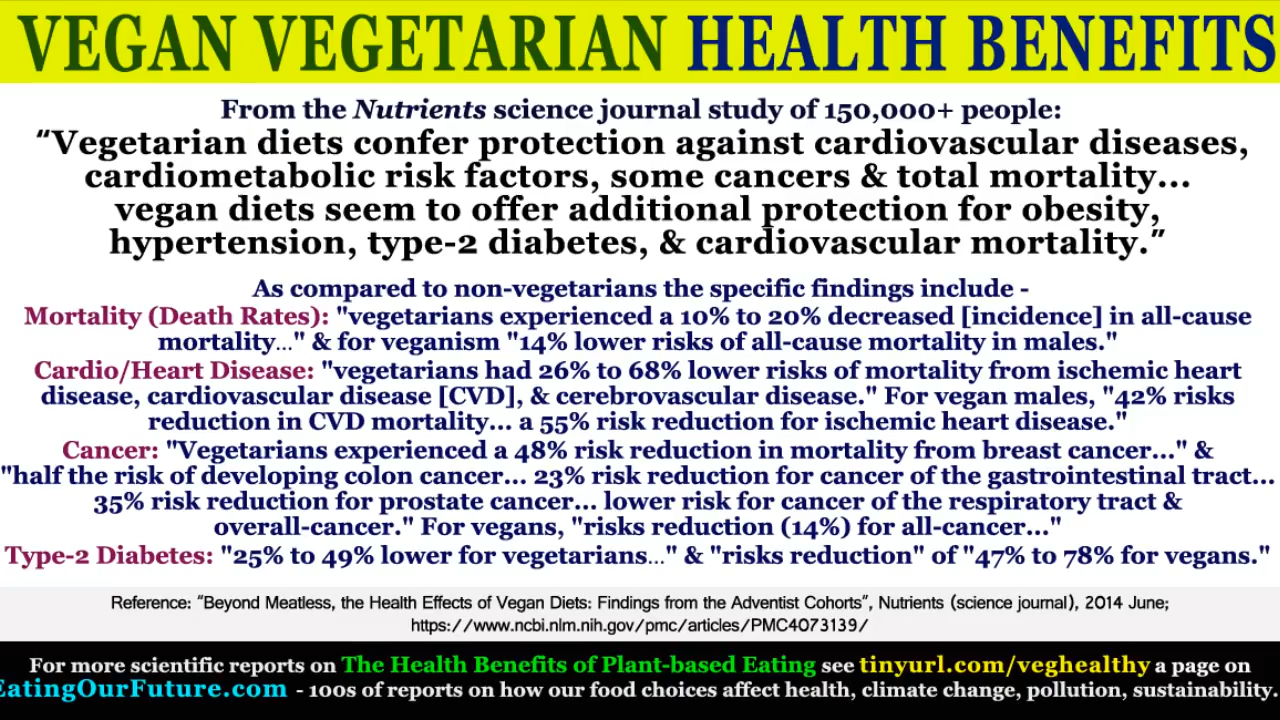 VEGAN VEGETARIAN HEALTH BENEFITS
From the Nutrients science journal study of 150,000+ people:
“Vegetarian diets confer protection against cardiovascular diseases,
cardiometabolic risk factors, some cancers & total mortality...
vegan diets seem to offer additional protection for obesity,
hypertension, type-2 diabetes, & cardiovascular mortality.”
As compared to non-vegetarians the specific findings include -
Mortality (Death Rates): "vegetarians experienced a 10% to 20% decreased [incidence] in all-cause
mortality..." & for veganism "14% lower risks of all-cause mortality in males."
Cardio/Heart Disease: "vegetarians had 26% to 68% lower risks of mortality from ischemic heart
disease, cardiovascular disease [CVD], & cerebrovascular disease." For vegan males, "42% risks
reduction in CVD mortality... a 55% risk reduction for ischemic heart disease."
Cancer: "Vegetarians experienced a 48% risk reduction in mortality from breast cancer..." &
"half the risk of developing colon cancer... 23% risk reduction for cancer of the gastrointestinal tract...
35% risk reduction for prostate cancer... lower risk for cancer of the respiratory tract &
overall-cancer." For vegans, "risks reduction (14%) for all-cancer..."
Type-2 Diabetes: "25% to 49% lower for vegetarians..." & "risks reduction" of "47% to 78% for vegans."
Reference: “Beyond Meatless, the Health Effects of Vegan Diets: Findings from the Adventist Cohorts”, Nutrients (science journal), 2014 June;
https://www.ncbi.nlm.nih.gov/pmc/articles/PMC4073139/
For more scientific reports on The Health Benefits of Plant-based Eating see tinyurl.com/veghealthy a page on
EatingOurFuture.com - 100s of reports on how our food choices affect health, climate change, pollution, sustainability.